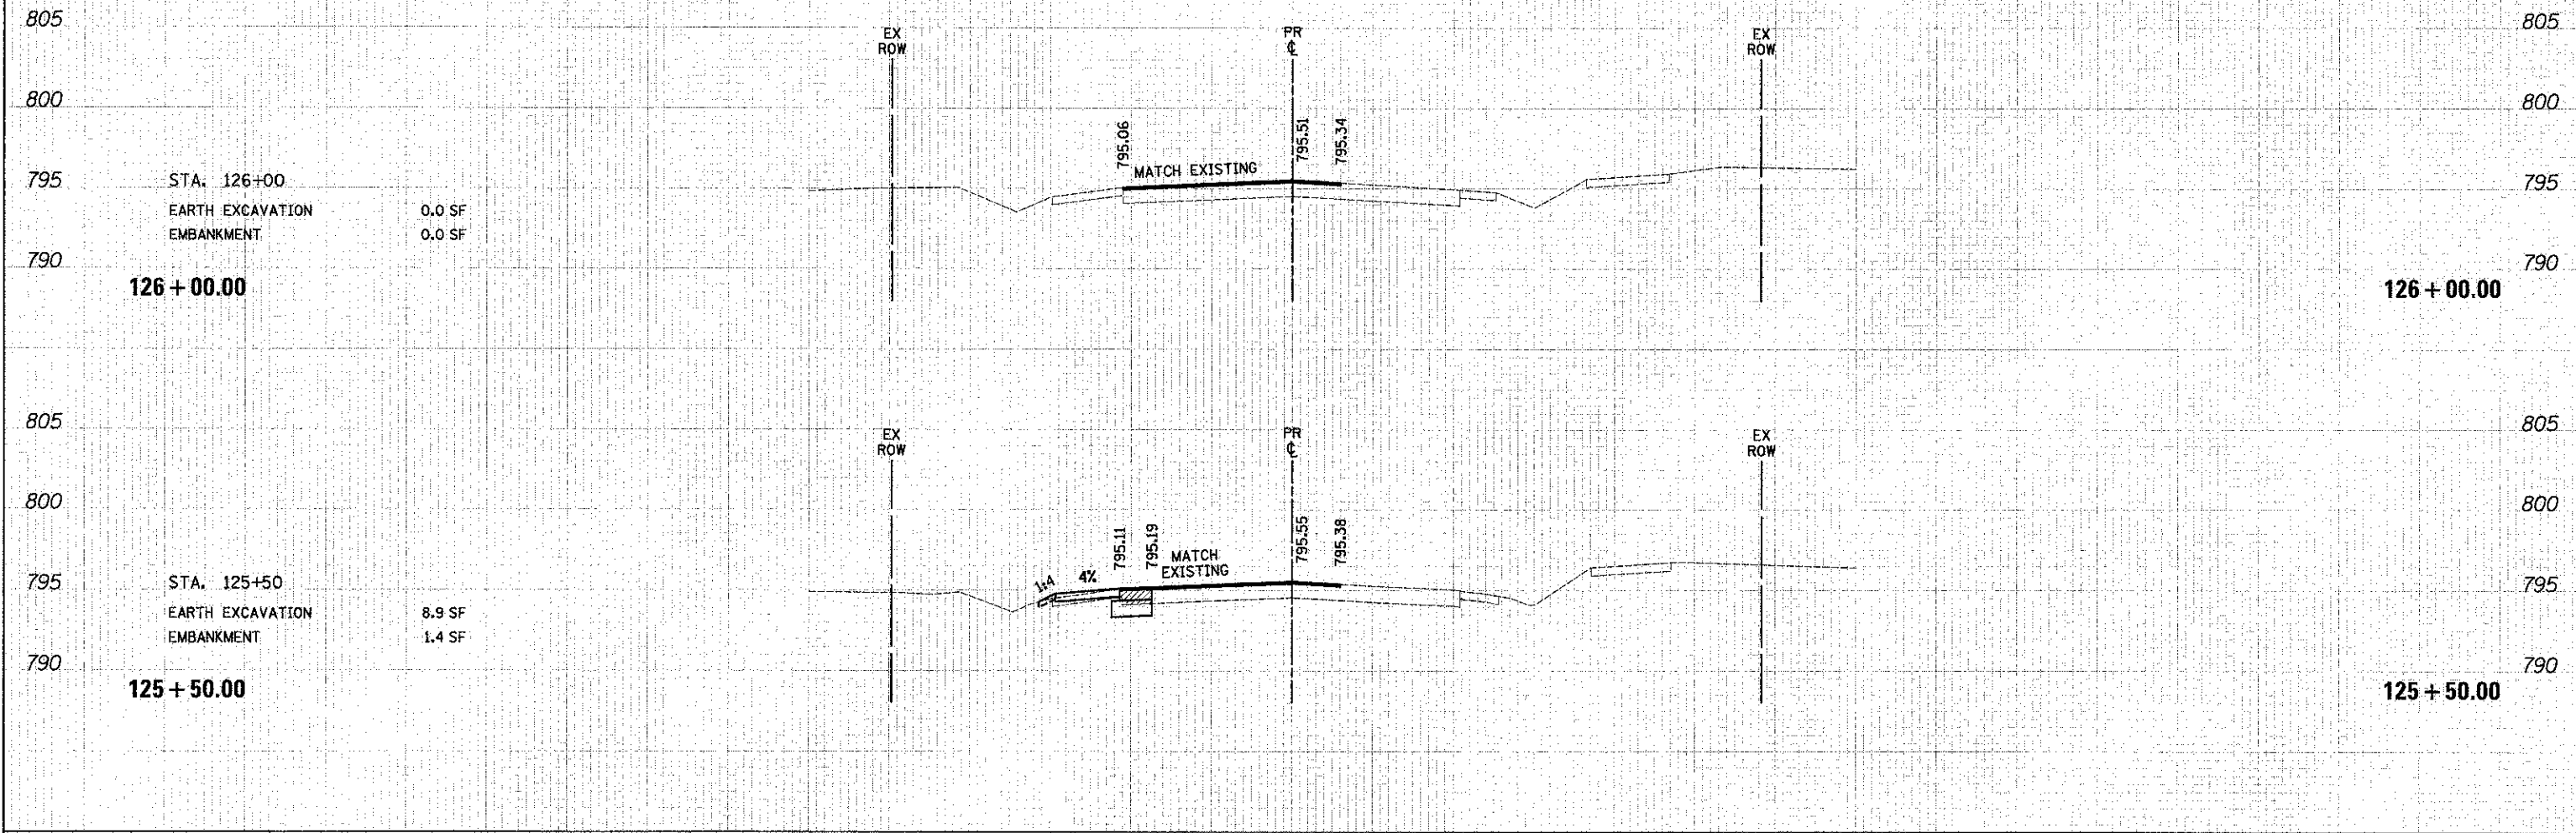 805 805
EX PR EX
ROW ℄ ROW
800 800
795.06 795.51 795.34
MATCH EXISTING
795 795
STA. 126+00
EARTH EXCAVATION 0.0 SF
EMBANKMENT 0.0 SF
790 790
126+00.00 126+00.00
805 805
EX PR EX
ROW ℄ ROW
800 800
795.11 795.19 795.55 795.38
MATCH
EXISTING
1:4 4%
795 795
STA. 125+50
EARTH EXCAVATION 8.9 SF
EMBANKMENT 1.4 SF
790 790
125+50.00 125+50.00